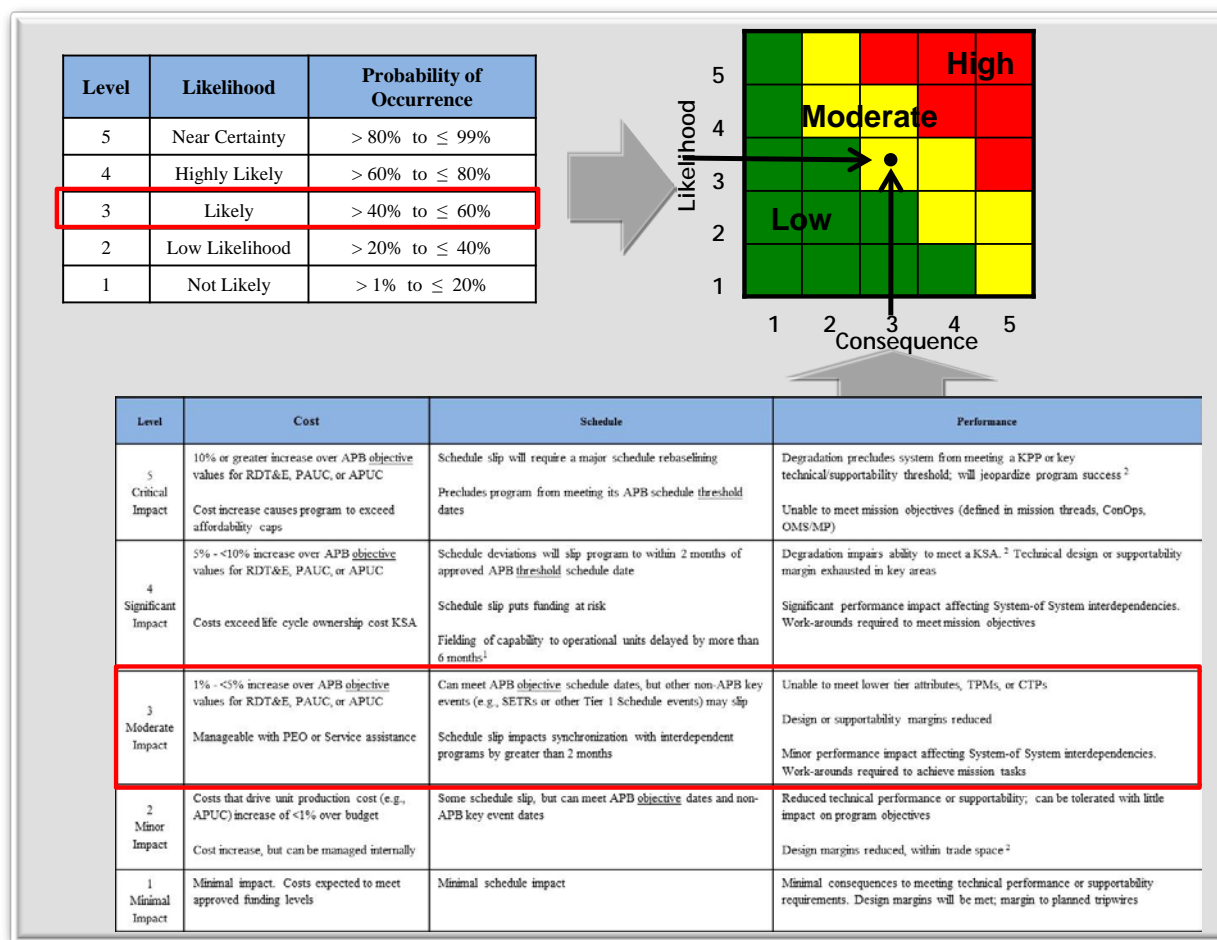 Level
Likelihood
Probability of
Occurrence
5
Near Certainty
> 80% to ≤ 99%
4
Highly Likely
> 60% to ≤ 80%
3
Likely
> 40% to ≤ 60%
2
Low Likelihood
> 20% to ≤ 40%
1
Not Likely
> 1% to ≤ 20%
Likelihood
5
4
3
2
1
High
Moderate
Low
1
2
3
4
5
Consequence
Level
Cost
Schedule
Performance
5
Critical
Impact
10% or greater increase over APB objective
values for RDT&E, PAUC, or APUC
Cost increase causes program to exceed
affordability caps
Schedule slip will require a major schedule rebaselining
Precludes program from meeting its APB schedule threshold
dates
Degradation precludes system from meeting a KPP or key
technical/supportability threshold; will jeopardize program success 2
Unable to meet mission objectives (defined in mission threads, ConOps,
OMS/MP)
4
Significant
Impact
5% - <10% increase over APB objective
values for RDT&E, PAUC, or APUC
Costs exceed life cycle ownership cost KSA
Schedule deviations will slip program to within 2 months of
approved APB threshold schedule date
Schedule slip puts funding at risk
Fielding of capability to operational units delayed by more than
6 months1
Degradation impairs ability to meet a KSA. 2 Technical design or supportability
margin exhausted in key areas
Significant performance impact affecting System-of System interdependencies.
Work-arounds required to meet mission objectives
3
Moderate
Impact
1% - <5% increase over APB objective
values for RDT&E, PAUC, or APUC
Manageable with PEO or Service assistance
Can meet APB objective schedule dates, but other non-APB key
events (e.g., SETRs or other Tier 1 Schedule events) may slip
Schedule slip impacts synchronization with interdependent
programs by greater than 2 months
Unable to meet lower tier attributes, TPMs, or CTPs
Design or supportability margins reduced
Minor performance impact affecting System-of System interdependencies.
Work-arounds required to achieve mission tasks
2
Minor
Impact
Costs that drive unit production cost (e.g.,
APUC) increase of <1% over budget
Cost increase, but can be managed internally
Some schedule slip, but can meet APB objective dates and non-
APB key event dates
Reduced technical performance or supportability; can be tolerated with little
impact on program objectives
Design margins reduced, within trade space 2
1
Minimal
Impact
Minimal impact. Costs expected to meet
approved funding levels
Minimal schedule impact
Minimal consequences to meeting technical performance or supportability
requirements. Design margins will be met; margin to planned tripwires